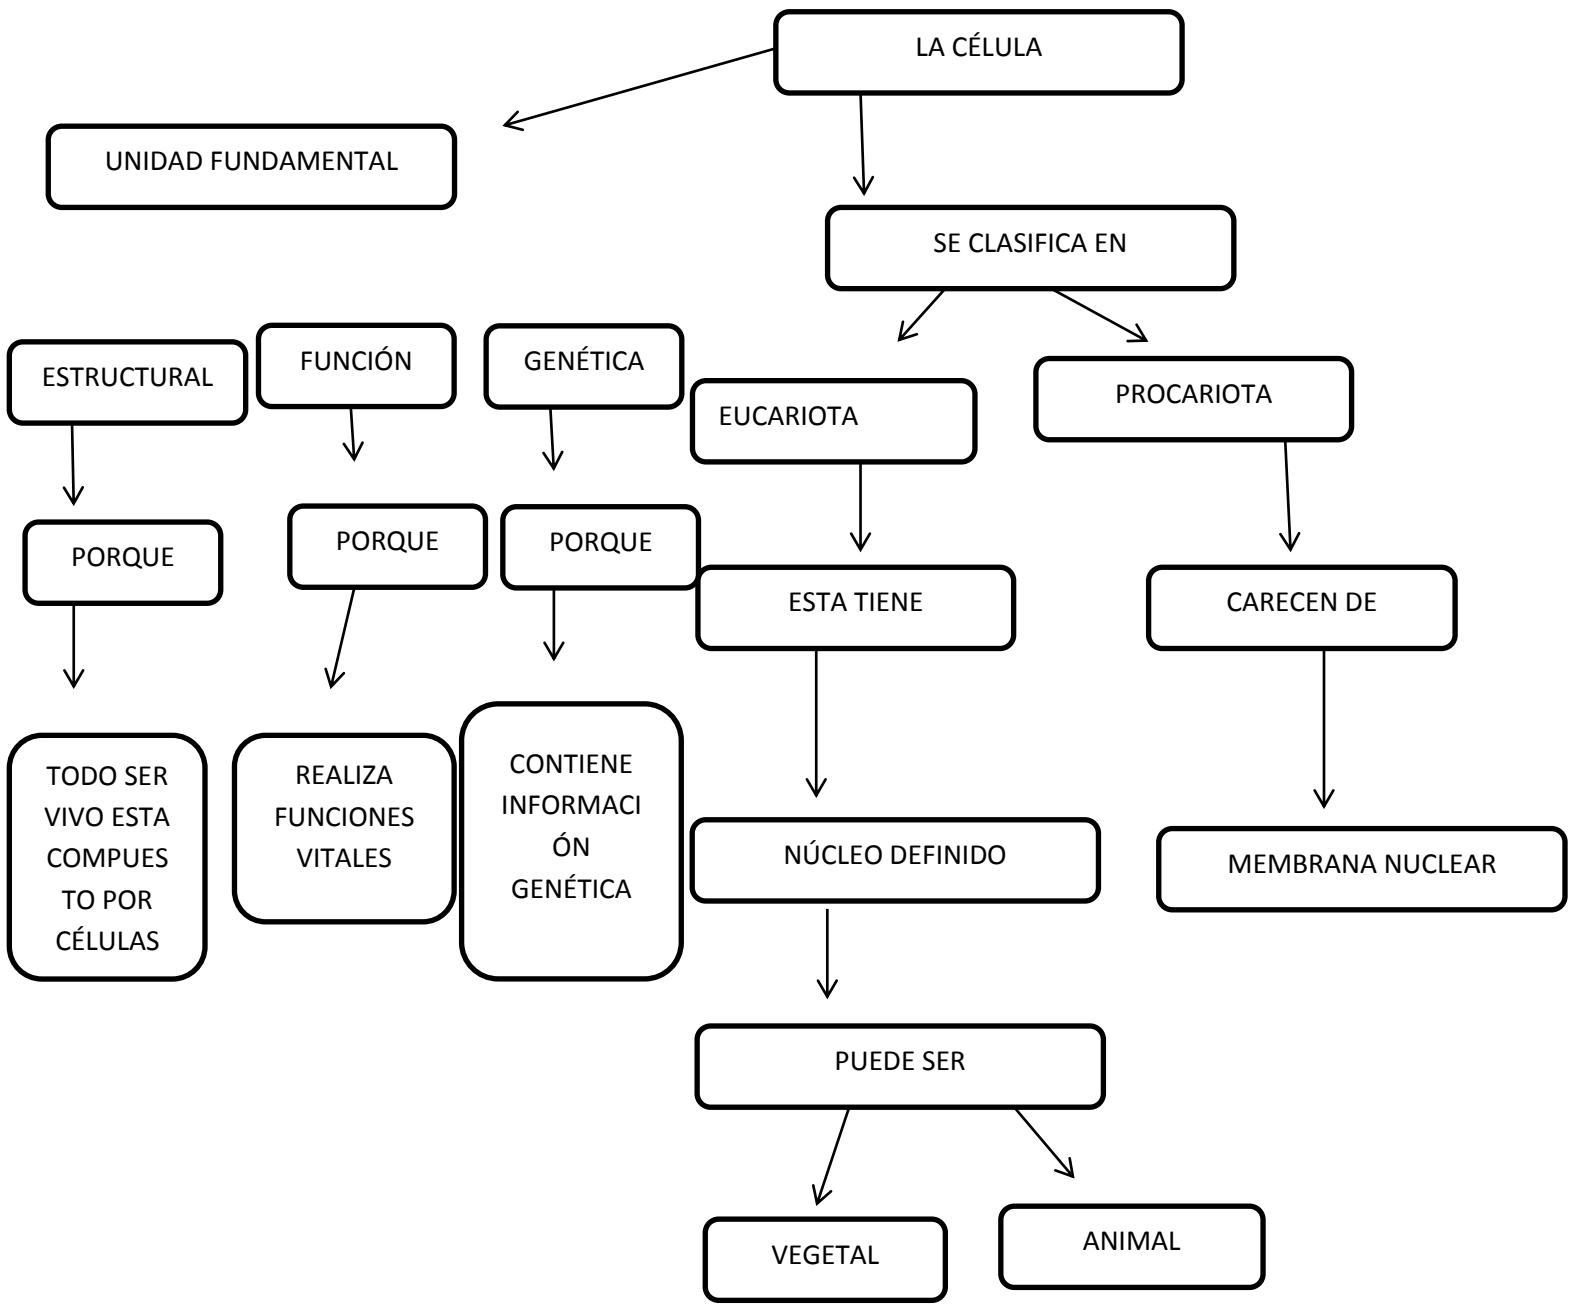 LA CÉLULA
UNIDAD FUNDAMENTAL
SE CLASIFICA EN
ESTRUCTURAL
FUNCIÓN
GENÉTICA
EUCARIOTA
PROCARIOTA
PORQUE
PORQUE
PORQUE
ESTA TIENE
CARECEN DE
TODO SER
VIVO ESTA
COMPUES
TO POR
CÉLULAS
REALIZA
FUNCIONES
VITALES
CONTIENE
INFORMACI
ÓN
GENÉTICA
NÚCLEO DEFINIDO
MEMBRANA NUCLEAR
PUEDE SER
VEGETAL
ANIMAL